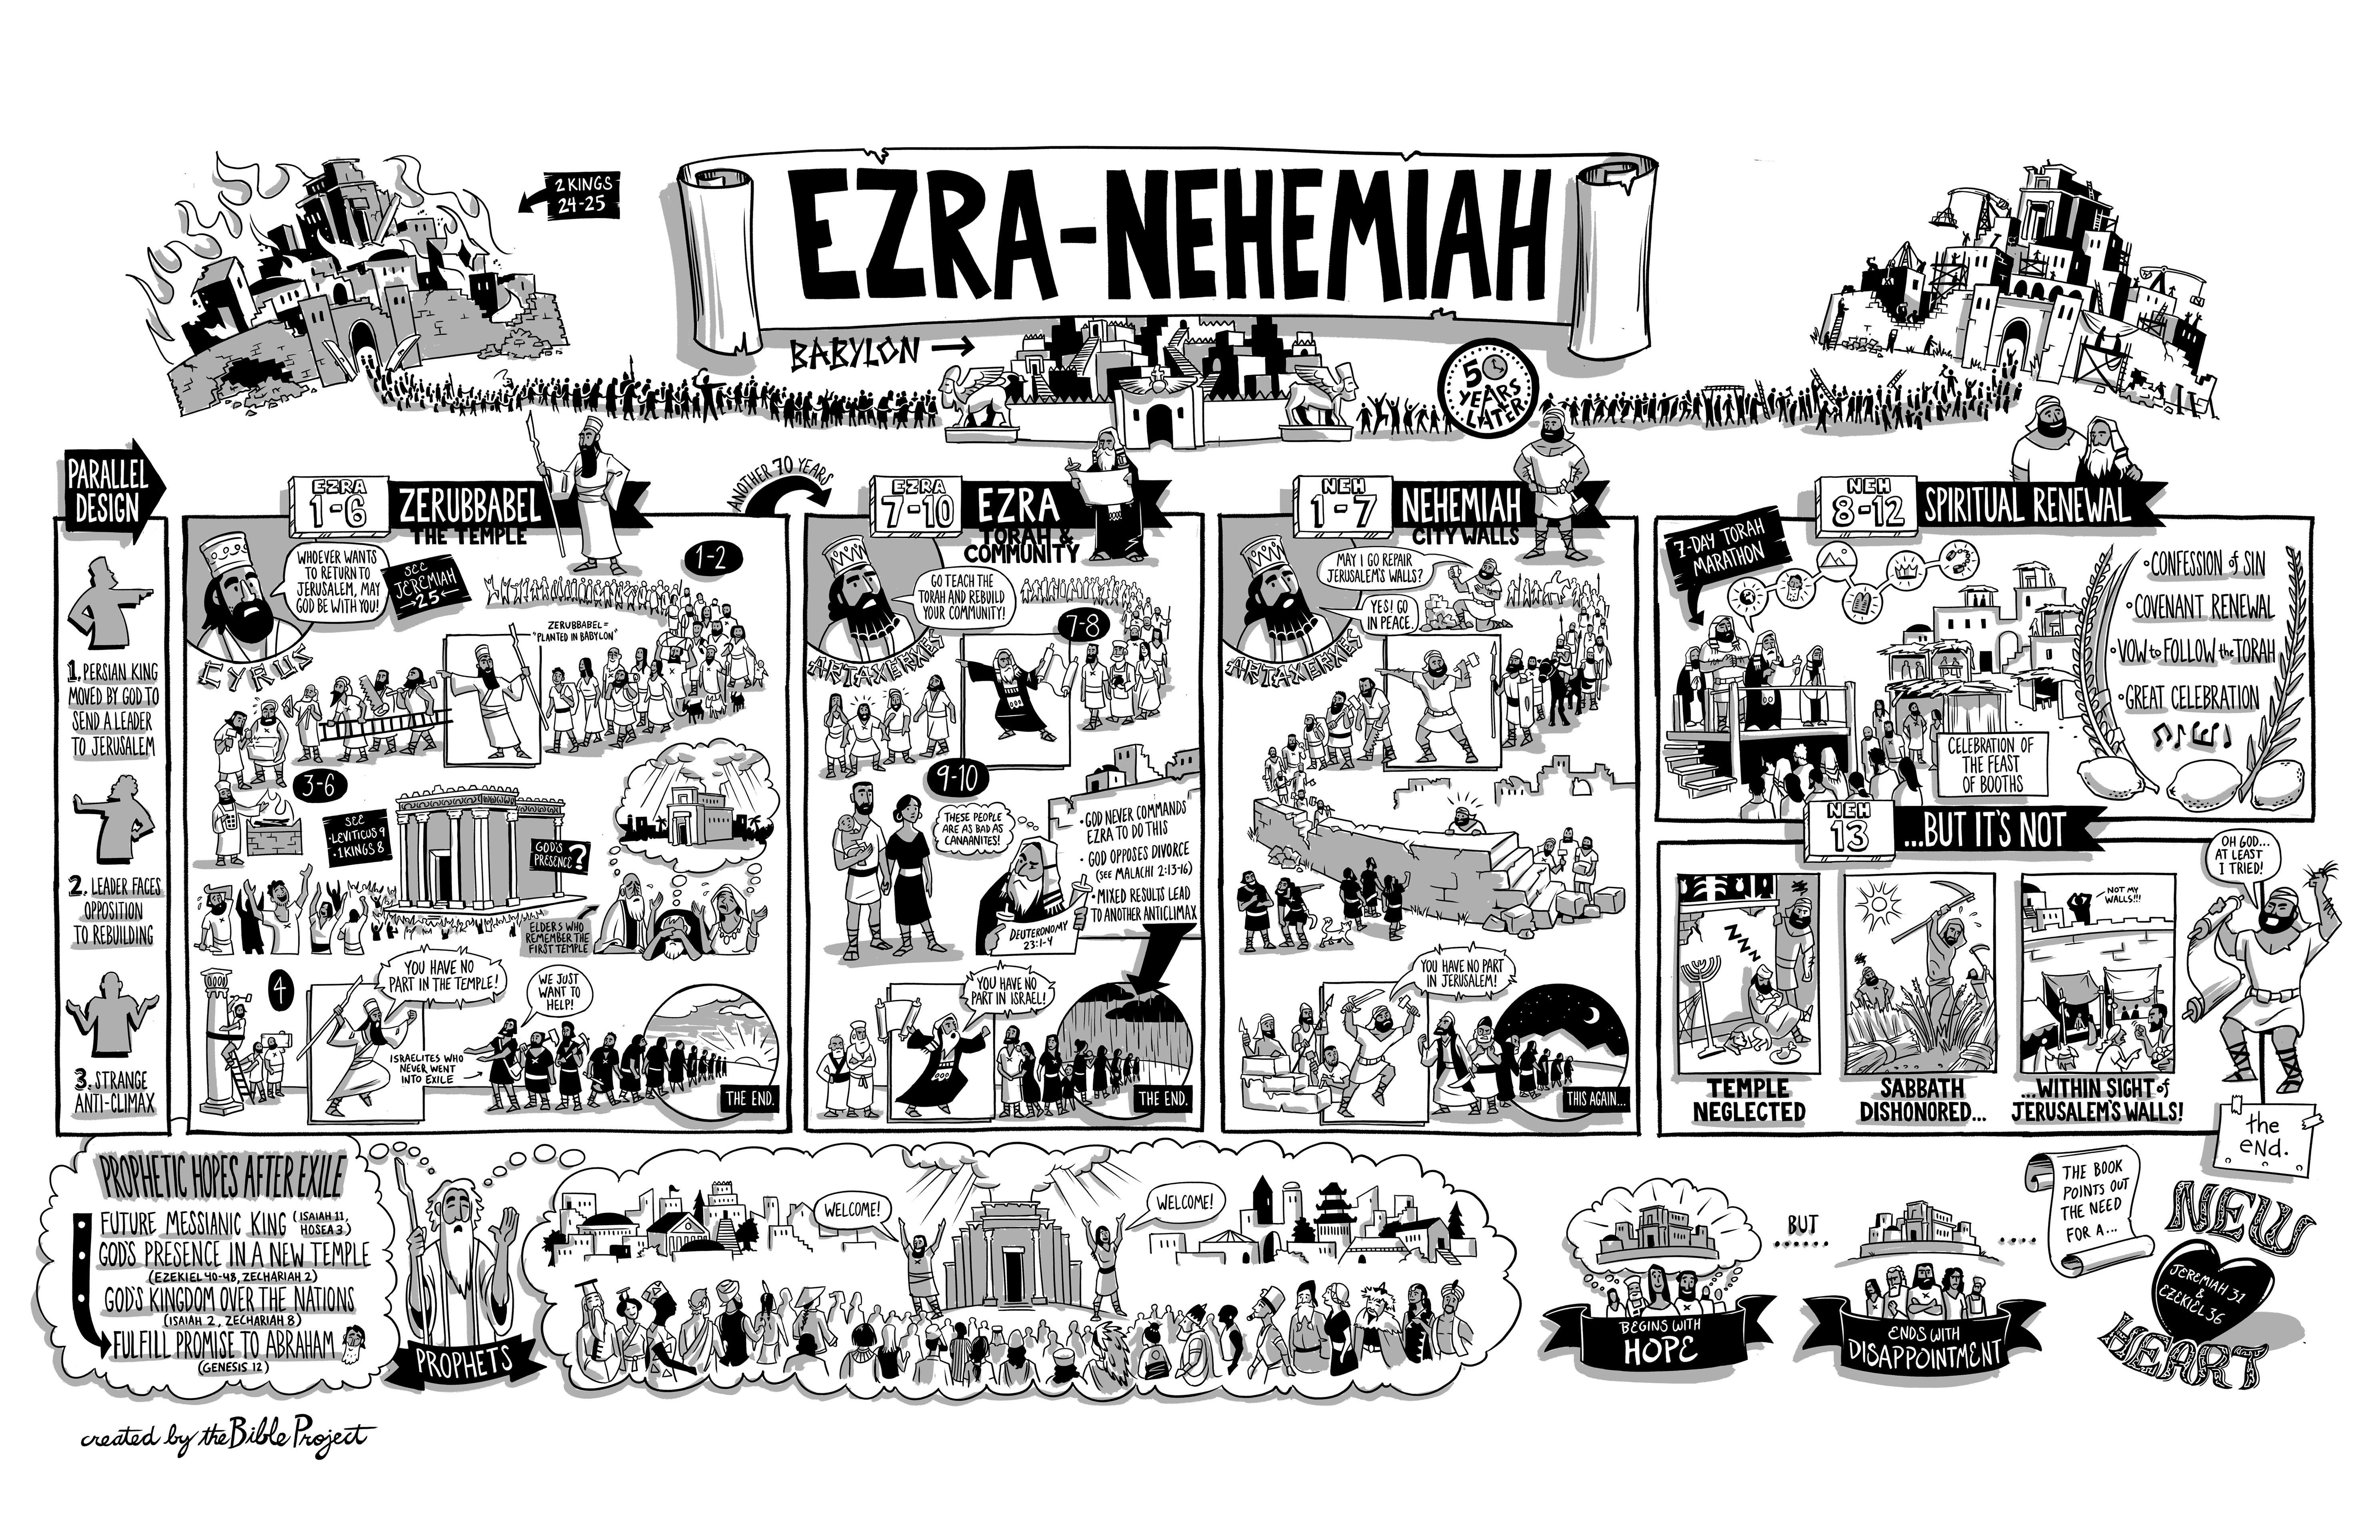 2 KINGS
24-25
EZRA-NEHEMIAH
BABYLON →
50
YEARS
LATER
PARALLEL
DESIGN
1. PERSIAN KING
MOVED BY GOD TO
SEND A LEADER
TO JERUSALEM
2. LEADER FACES
OPPOSITION
TO REBUILDING
3. STRANGE
ANTI-CLIMAX
EZRA
1-6
ZERUBBABEL
THE TEMPLE
1-2
WHOEVER WANTS
TO RETURN TO
JERUSALEM, MAY
GOD BE WITH YOU!
SEE
JEREMIAH
→25←
CYRUS
ZERUBBABEL =
"PLANTED IN BABYLON"
3-6
SEE
·LEVITICUS 9
·1 KINGS 8
GOD'S
PRESENCE?
ELDERS WHO
REMEMBER THE
FIRST TEMPLE
4
YOU HAVE NO
PART IN THE TEMPLE!
WE JUST
WANT TO
HELP!
ISRAELITES WHO
NEVER WENT
INTO EXILE
THE END.
ANOTHER 70 YEARS
EZRA
7-10
EZRA
TORAH &
COMMUNITY
GO TEACH THE
TORAH AND REBUILD
YOUR COMMUNITY!
ARTAXERXES
7-8
9-10
THESE PEOPLE
ARE AS BAD AS
CANAANITES!
DEUTERONOMY
23:1-4
• GOD NEVER COMMANDS
EZRA TO DO THIS
• GOD OPPOSES DIVORCE
(SEE MALACHI 2:13-16)
• MIXED RESULTS LEAD
TO ANOTHER ANTICLIMAX
YOU HAVE NO
PART IN ISRAEL!
THE END.
NEH
1-7
NEHEMIAH
CITY WALLS
MAY I GO REPAIR
JERUSALEM'S WALLS?
YES! GO
IN PEACE.
ARTAXERXES
YOU HAVE NO PART
IN JERUSALEM!
THIS AGAIN...
NEH
8-12
SPIRITUAL RENEWAL
7-DAY TORAH
MARATHON
CELEBRATION OF
THE FEAST
OF BOOTHS
•CONFESSION of SIN
•COVENANT RENEWAL
•VOW to FOLLOW the TORAH
•GREAT CELEBRATION
NEH
13
...BUT IT'S NOT
ZZZZ
NOT MY
WALLS!!!
OH GOD...
AT LEAST
I TRIED!
TEMPLE
NEGLECTED
SABBATH
DISHONORED...
...WITHIN SIGHT of
JERUSALEM'S WALLS!
the
end.
PROPHETIC HOPES AFTER EXILE
FUTURE MESSIANIC KING (ISAIAH 11, HOSEA 3)
GOD'S PRESENCE IN A NEW TEMPLE
(EZEKIEL 40-48, ZECHARIAH 2)
GOD'S KINGDOM OVER THE NATIONS
(ISAIAH 2, ZECHARIAH 8)
FULFILL PROMISE TO ABRAHAM
(GENESIS 12)
PROPHETS
WELCOME!
WELCOME!
BEGINS WITH
HOPE
BUT
......
ENDS WITH
DISAPPOINTMENT
.....
THE BOOK
POINTS OUT
THE NEED
FOR A...
NEW
JEREMIAH 31
&
EZEKIEL 36
HEART
created by the Bible Project